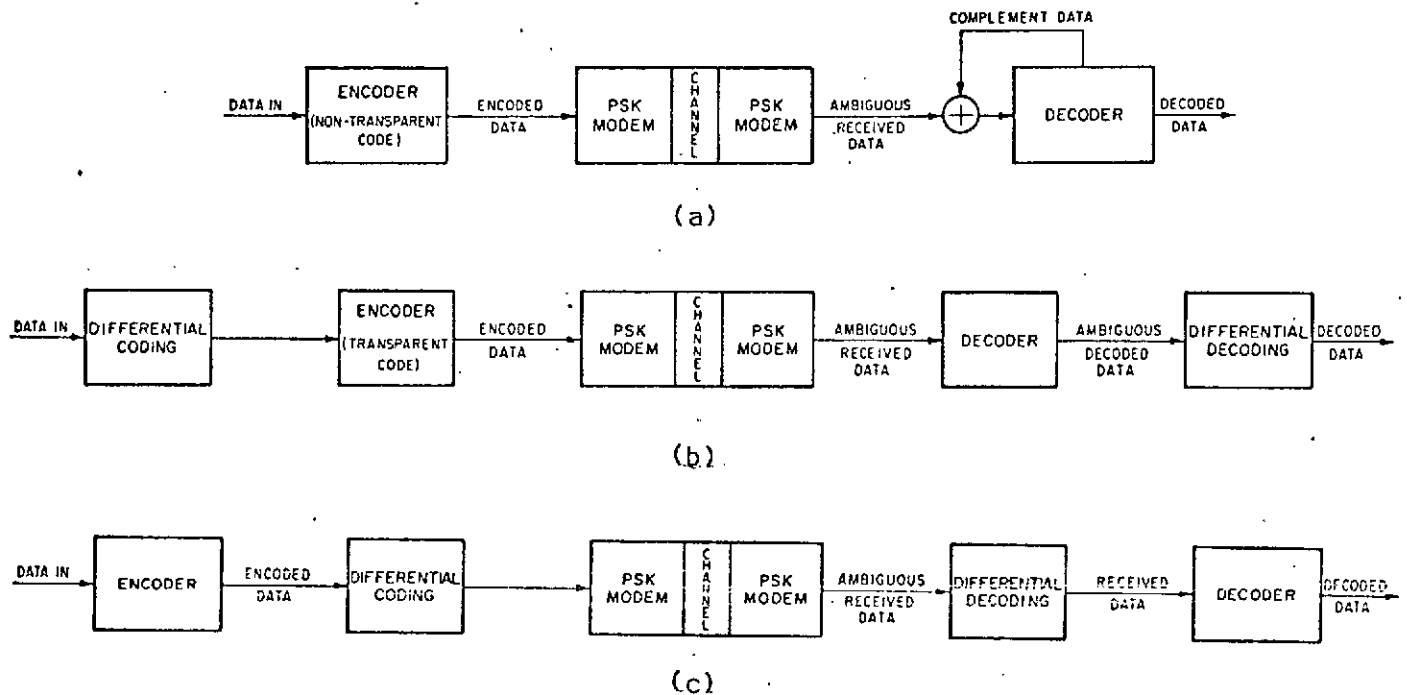 COMPLEMENT DATA
DATA IN
ENCODER
(NON-TRANSPARENT
CODE)
ENCODED
DATA
PSK
MODEM
CHANNEL
PSK
MODEM
AMBIGUOUS
RECEIVED
DATA
+
DECODER
DECODED
DATA
(a)
DATA IN
DIFFERENTIAL
CODING
ENCODER
(TRANSPARENT
CODE)
ENCODED
DATA
PSK
MODEM
CHANNEL
PSK
MODEM
AMBIGUOUS
RECEIVED
DATA
DECODER
AMBIGUOUS
DECODED
DATA
DIFFERENTIAL
DECODING
DECODED
DATA
(b)
DATA IN
ENCODER
ENCODED
DATA
DIFFERENTIAL
CODING
PSK
MODEM
CHANNEL
PSK
MODEM
AMBIGUOUS
RECEIVED
DATA
DIFFERENTIAL
DECODING
RECEIVED
DATA
DECODER
DECODED
DATA
(c)